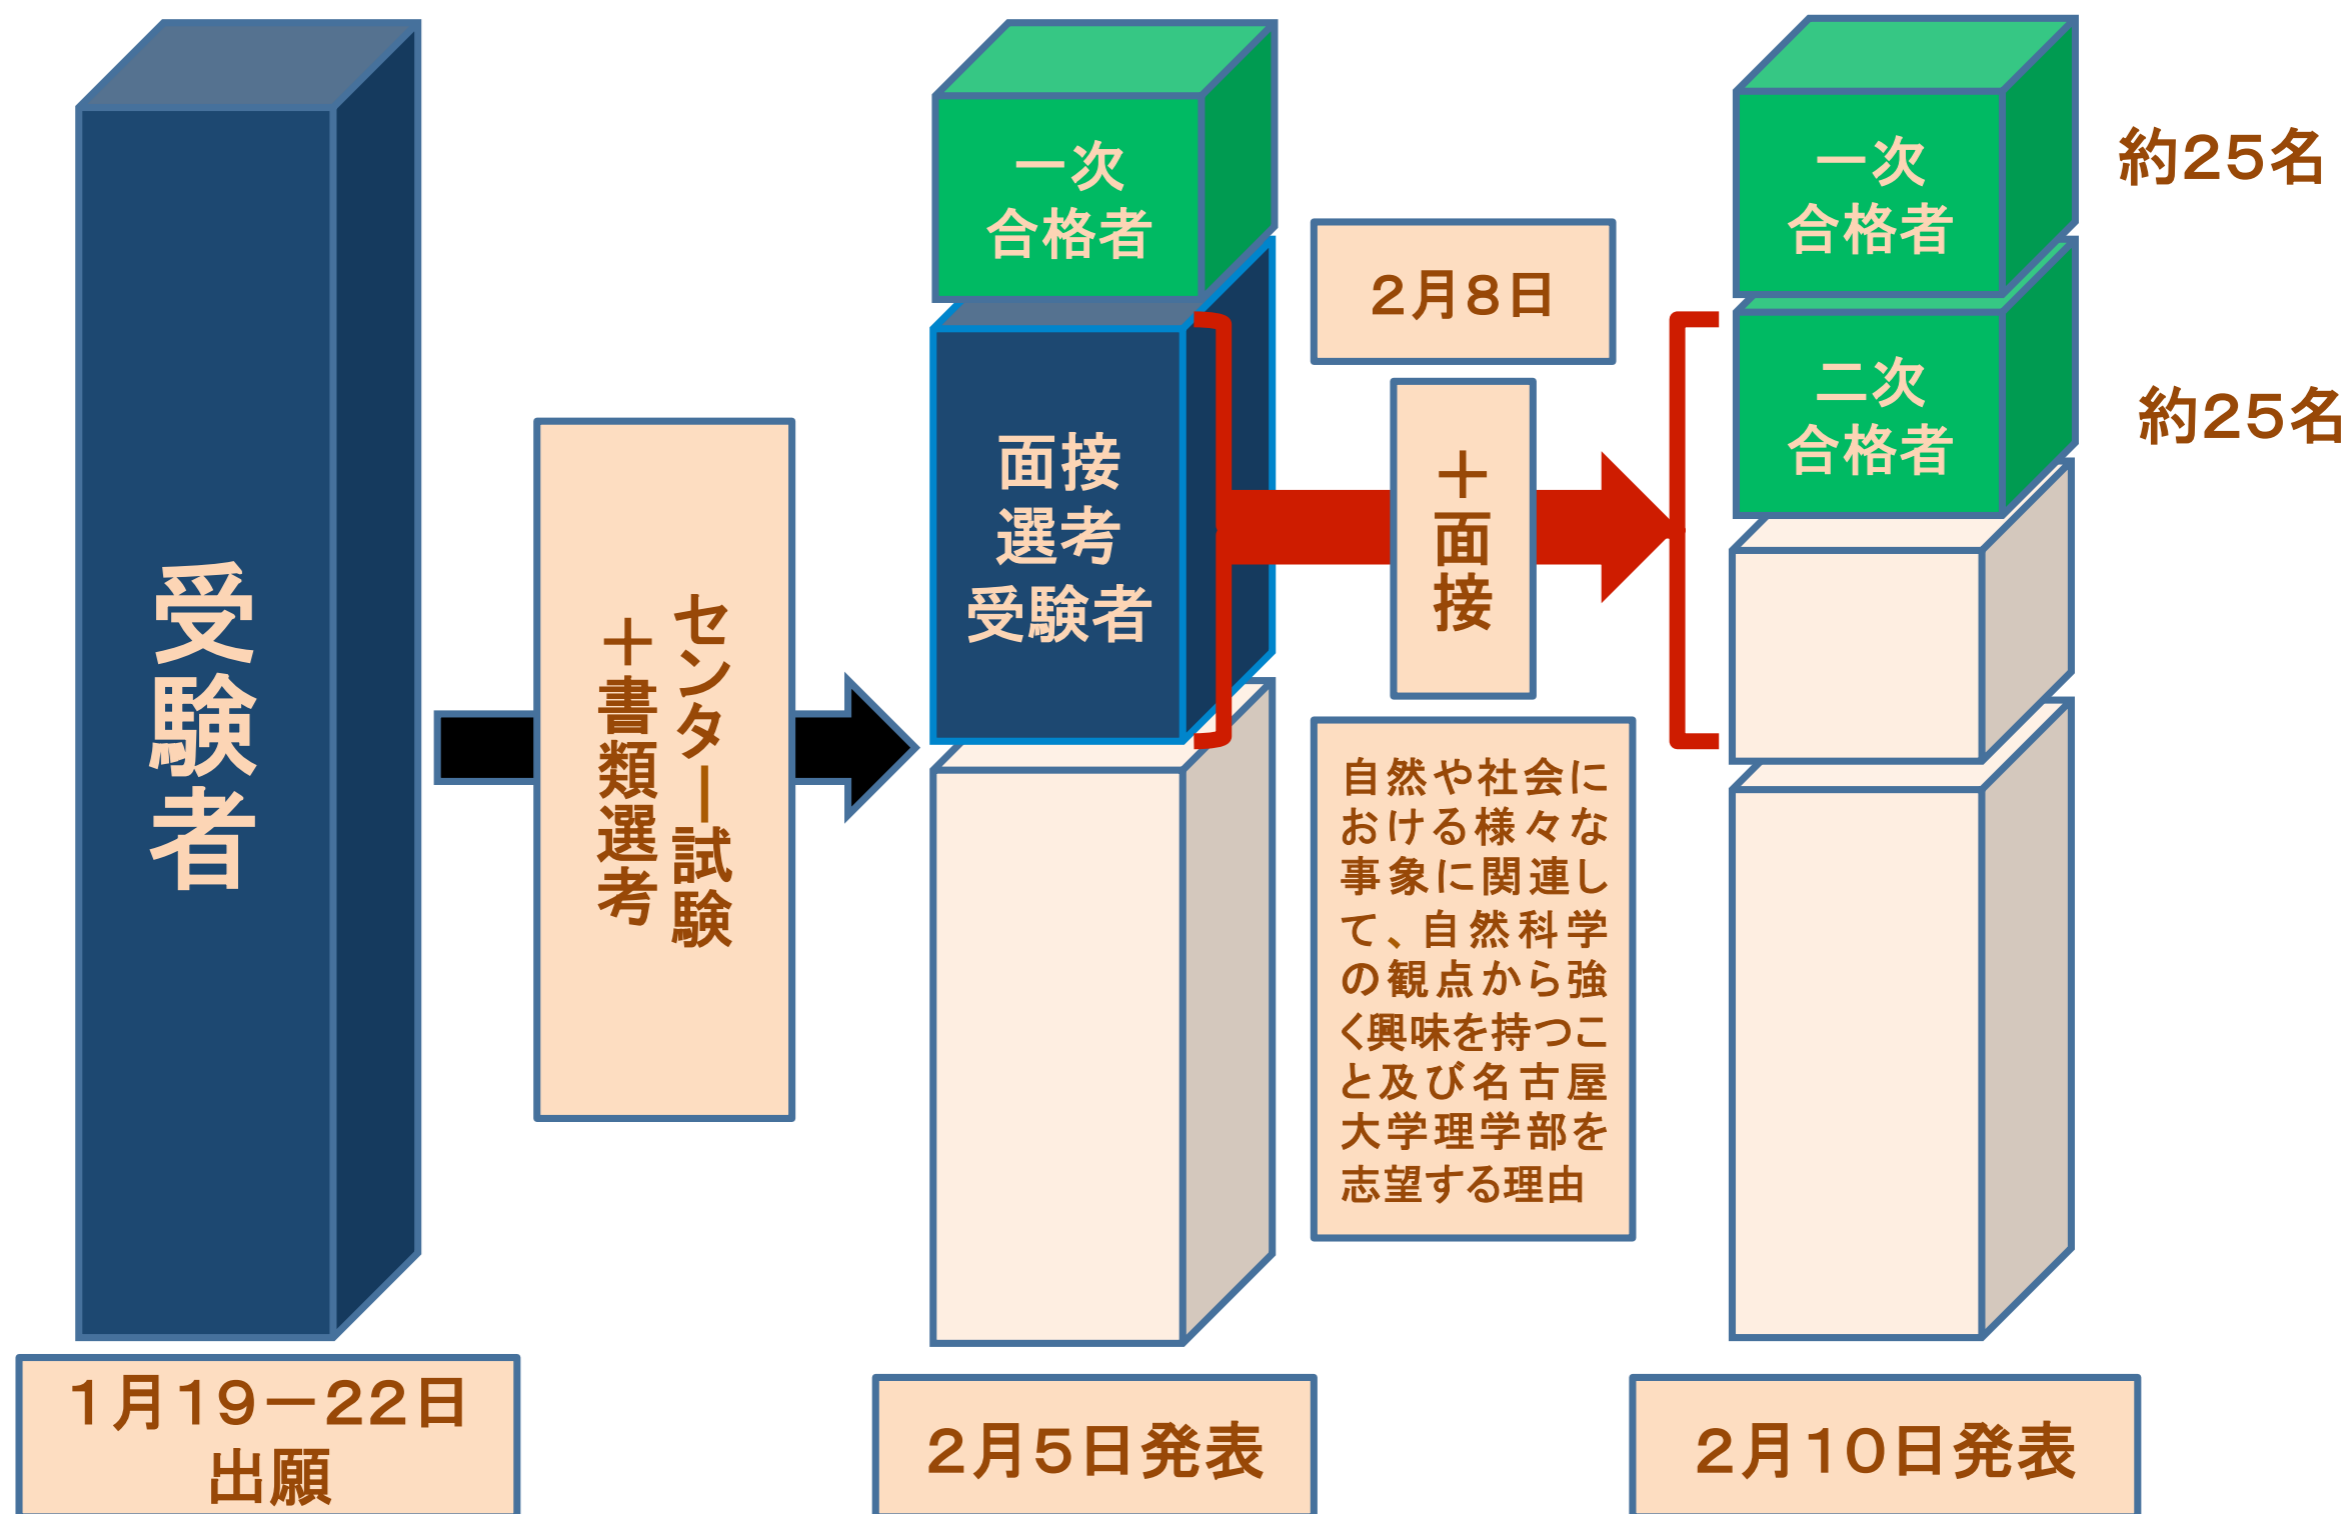 受験者
1月19－22日
出願
センター試験
＋書類選考
一次
合格者
面接
選考
受験者
2月5日発表
2月8日
＋面接
自然や社会に
おける様々な
事象に関連し
て、自然科学
の観点から強
く興味を持つこ
と及び名古屋
大学理学部を
志望する理由
一次
合格者
約25名
二次
合格者
約25名
2月10日発表